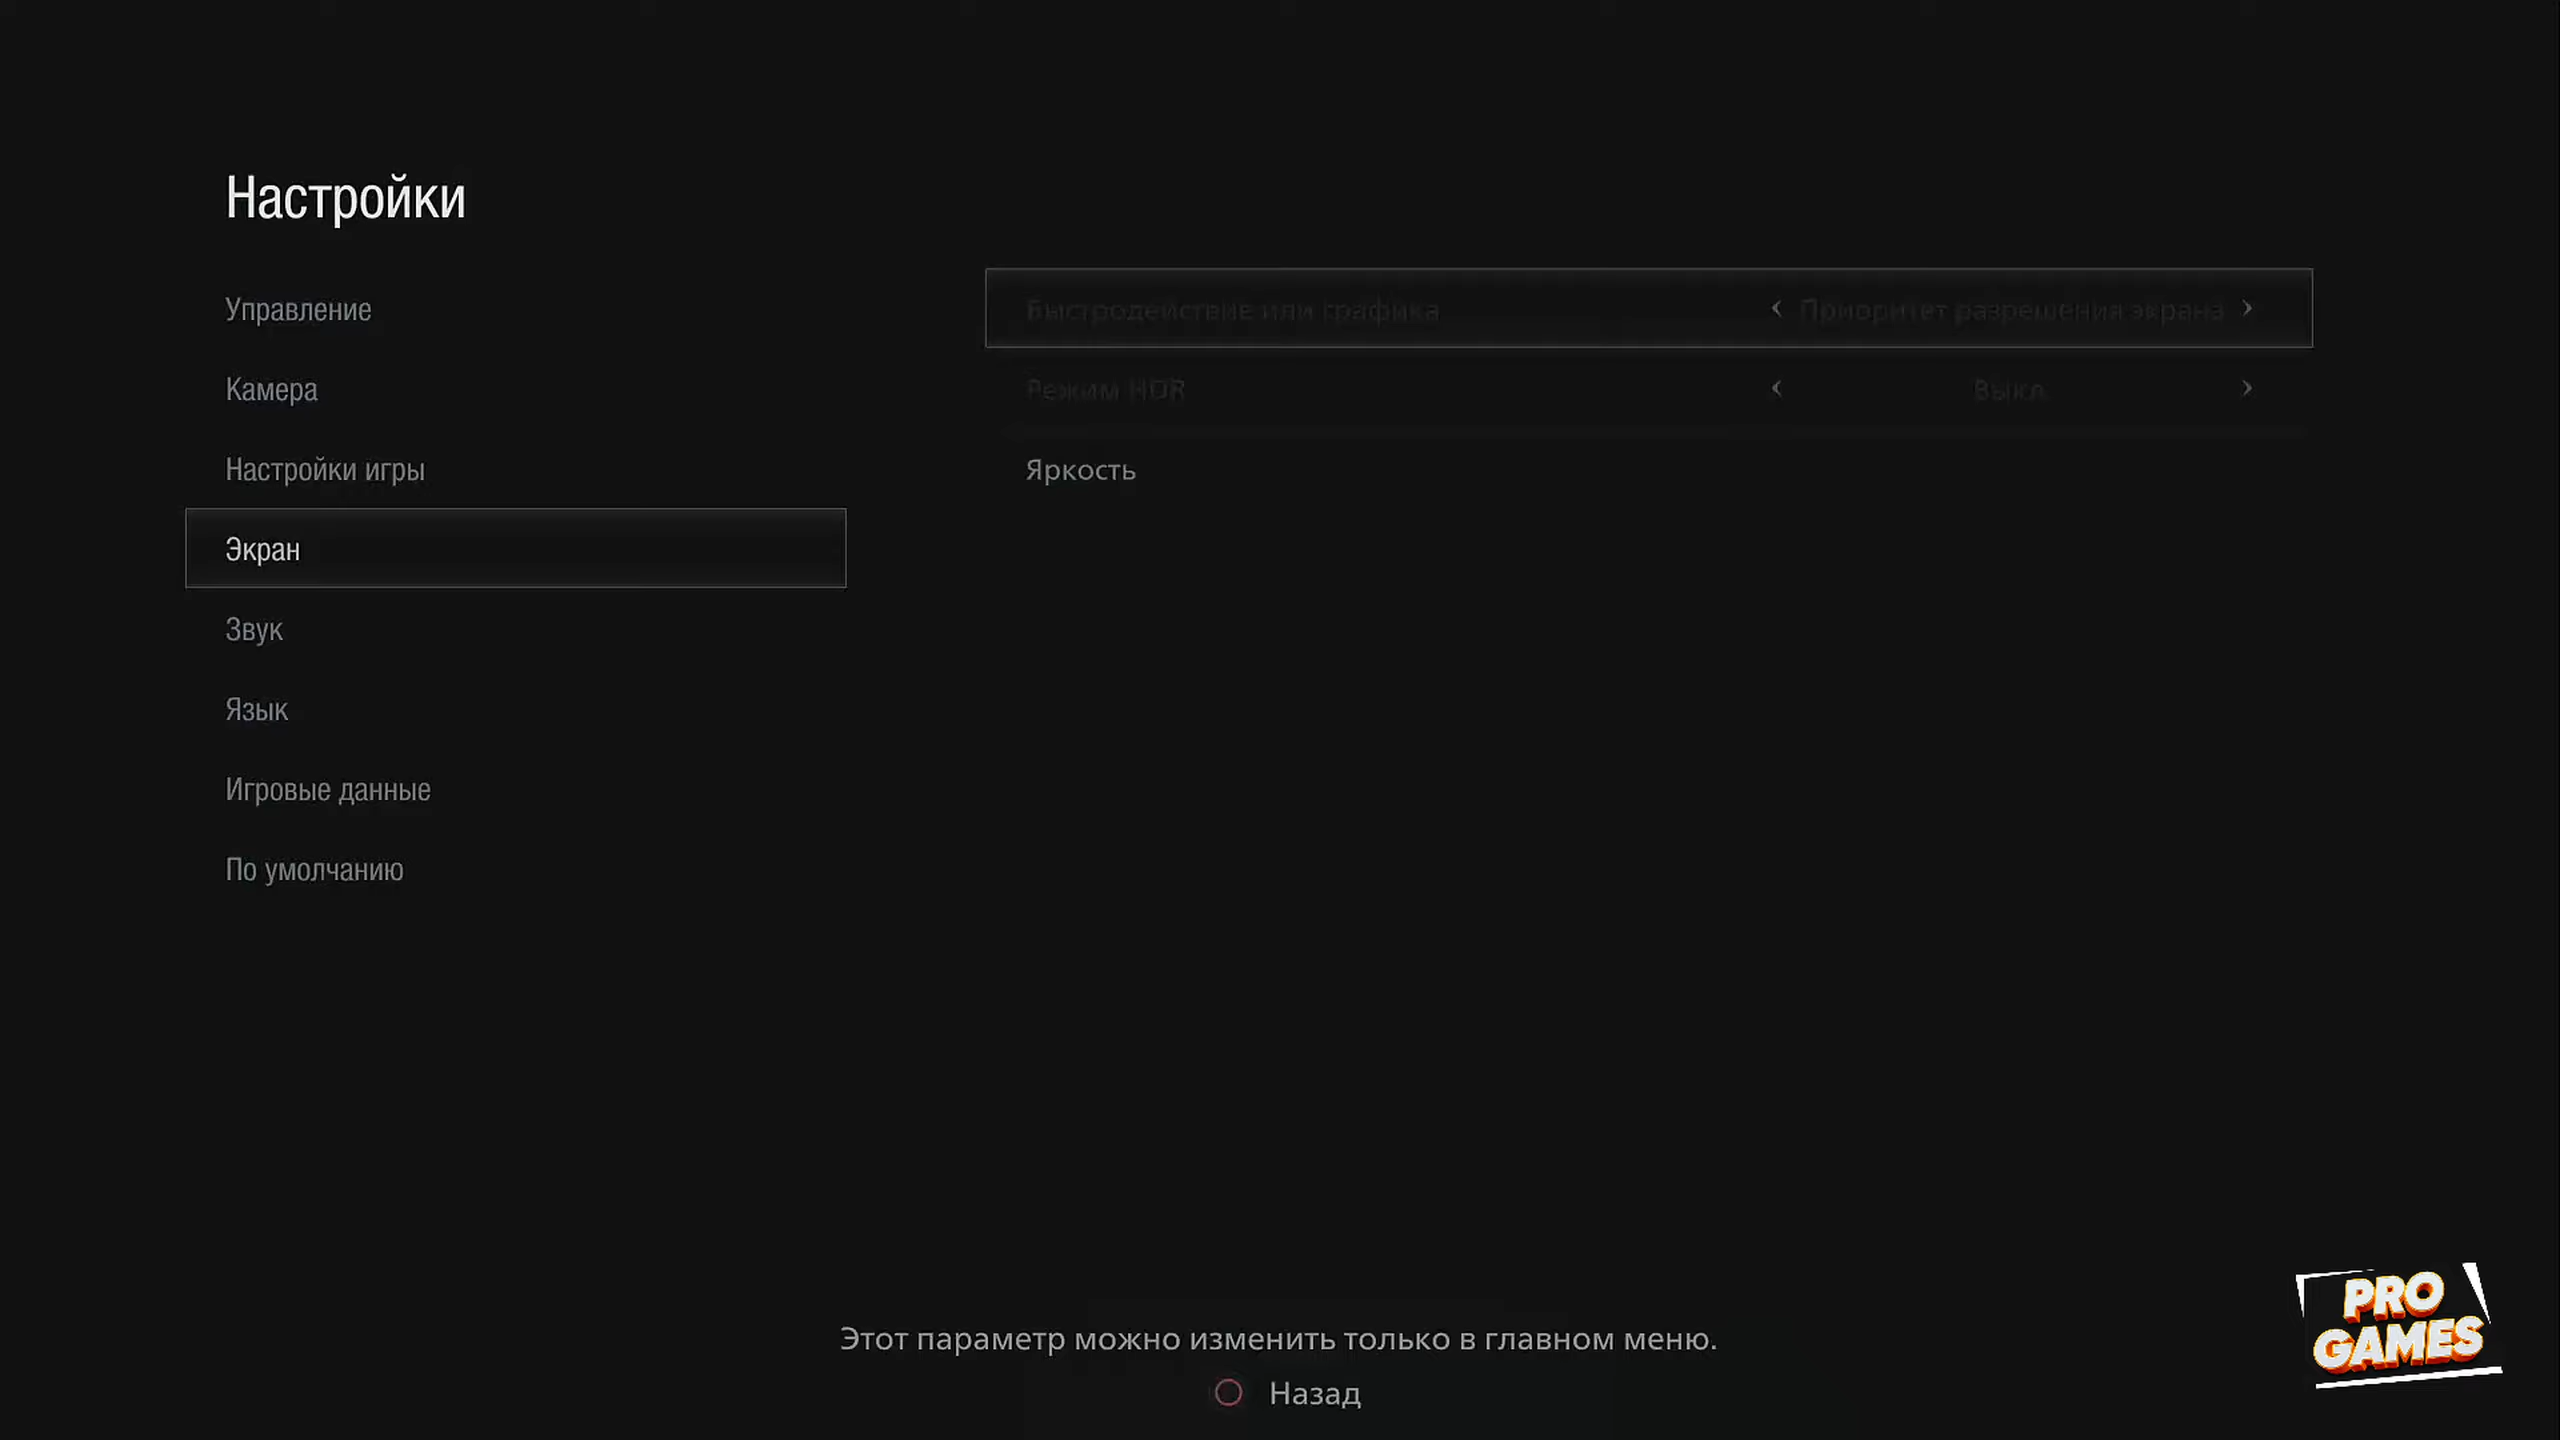 Настройки
Управление
Камера
Настройки игры
Экран
Звук
Язык
Игровые данные
По умолчанию
Быстродействие или графика
Приоритет разрешения экрана
Режим HDR
Выкл.
Яркость
Этот параметр можно изменить только в главном меню.
Назад
PRO
GAMES